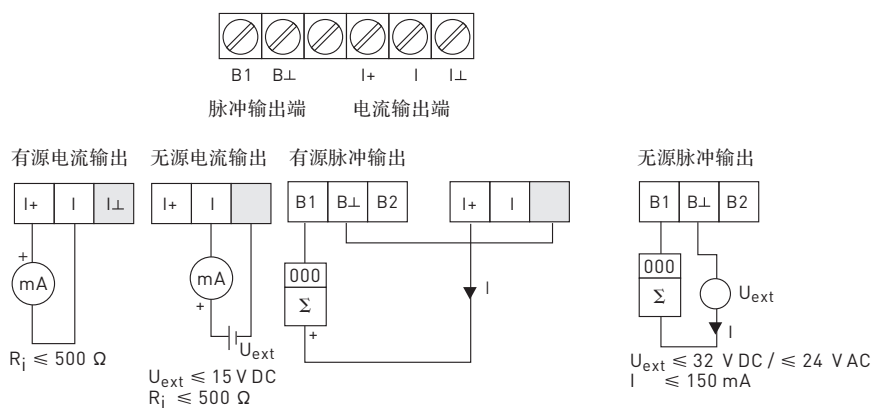 B1 B⊥ I+ I I⊥
脉冲输出端 电流输出端
有源电流输出 无源电流输出 有源脉冲输出 无源脉冲输出
I+ I I⊥ I+ I B1 B⊥ B2 I+ I B1 B⊥ B2
+
mA mA 000 Σ I 000 Σ Uext
+ + I
Uext
Ri ≤ 500 Ω
Uext ≤ 15 V DC
Ri ≤ 500 Ω
Uext ≤ 32 V DC / ≤ 24 V AC
I ≤ 150 mA